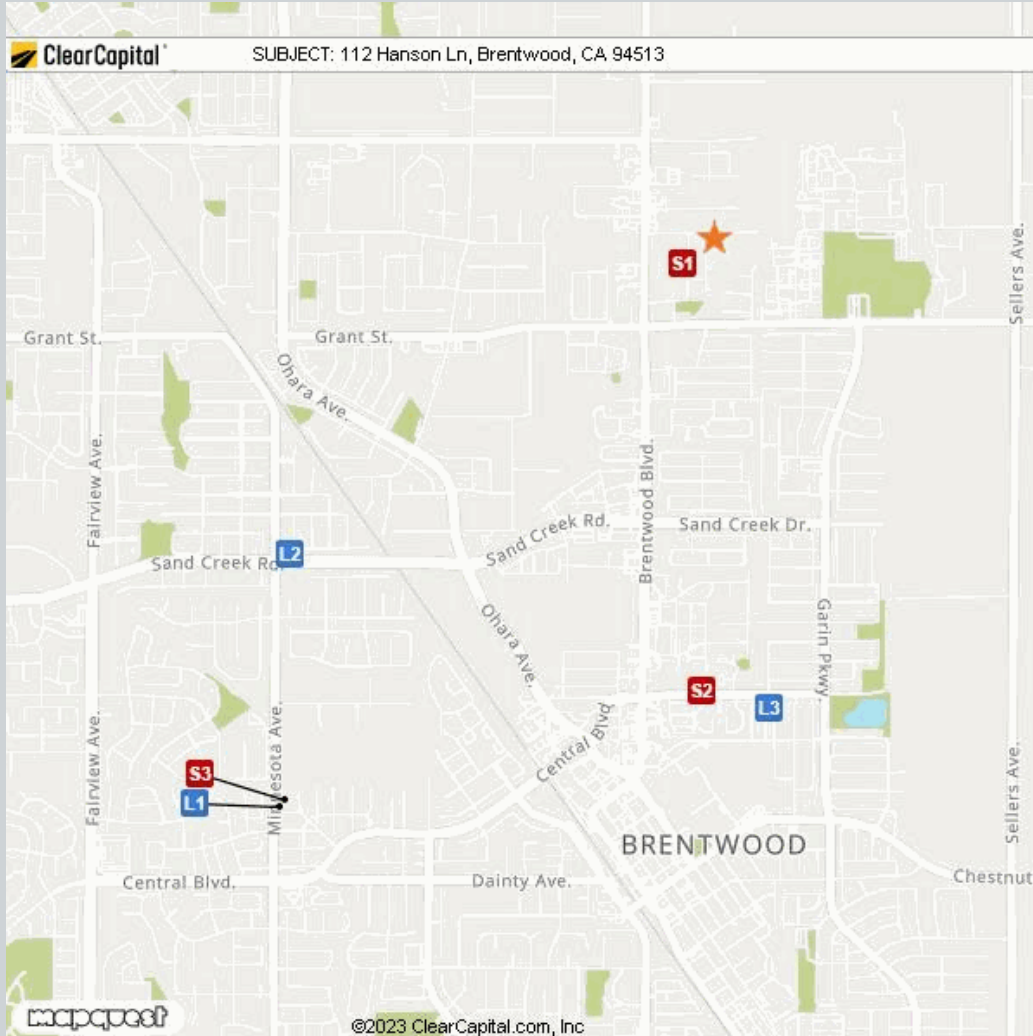 ClearCapital
SUBJECT: 112 Hanson Ln, Brentwood, CA 94513
S1
Sellers Ave.
Grant St.
Grant St.
Ohara Ave.
Fairview Ave.
Brentwood Blvd.
Sand Creek Rd.
Sand Creek Dr.
L2
Sand Creek Rd.
Ohara Ave.
Garin Pkwy.
S2
L3
Central Blvd
Fairview Ave.
Minnesota Ave.
S3
L1
Sellers Ave.
BRENTWOOD
Central Blvd.
Dainty Ave.
Chestnut
mapquest
©2023 ClearCapital.com, Inc